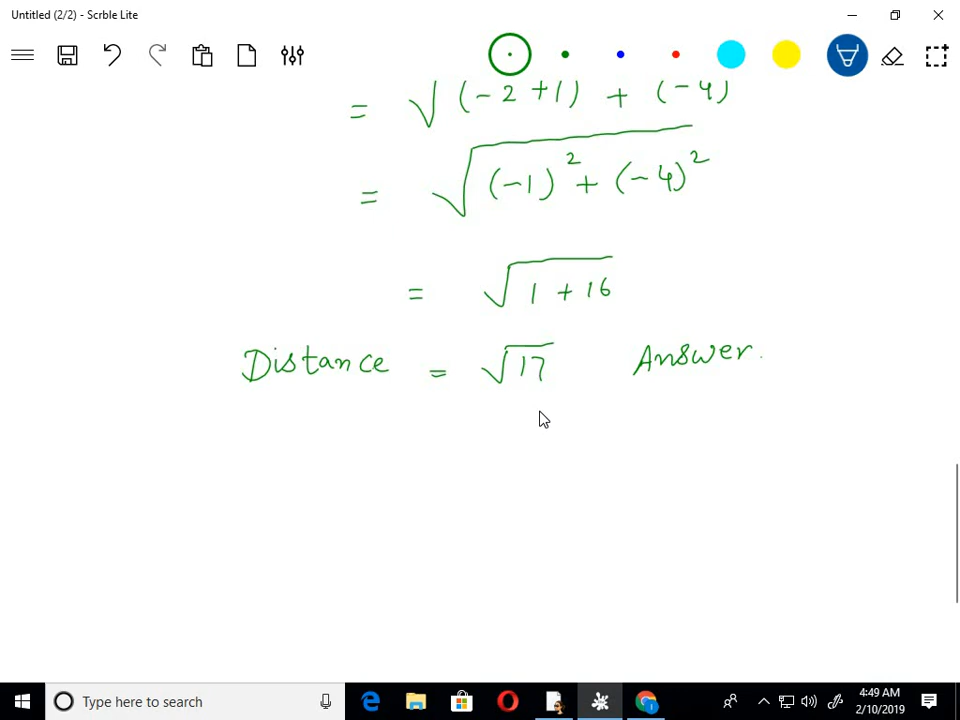 Untitled (2/2) - Scrble Lite
= √(-2+1) + (-4)
= √(-1)² + (-4)²
= √1 + 16
Distance = √17 Answer.
Type here to search
4:49 AM
2/10/2019